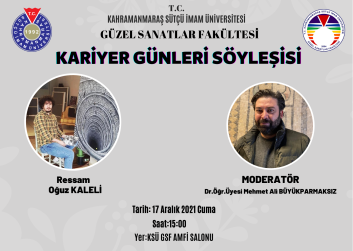 T.C.
KAHRAMANMARAŞ SÜTÇÜ İMAM ÜNİVERSİTESİ
GÜZEL SANATLAR FAKÜLTESİ
KARİYER GÜNLERİ SÖYLEŞİSİ
Ressam
Oğuz KALELİ
MODERATÖR
Dr.Öğr.Üyesi Mehmet Ali BÜYÜKPARMAKSIZ
Tarih: 17 Aralık 2021 Cuma
Saat:15:00
Yer:KSÜ GSF AMFİ SALONU
T.C.
1992